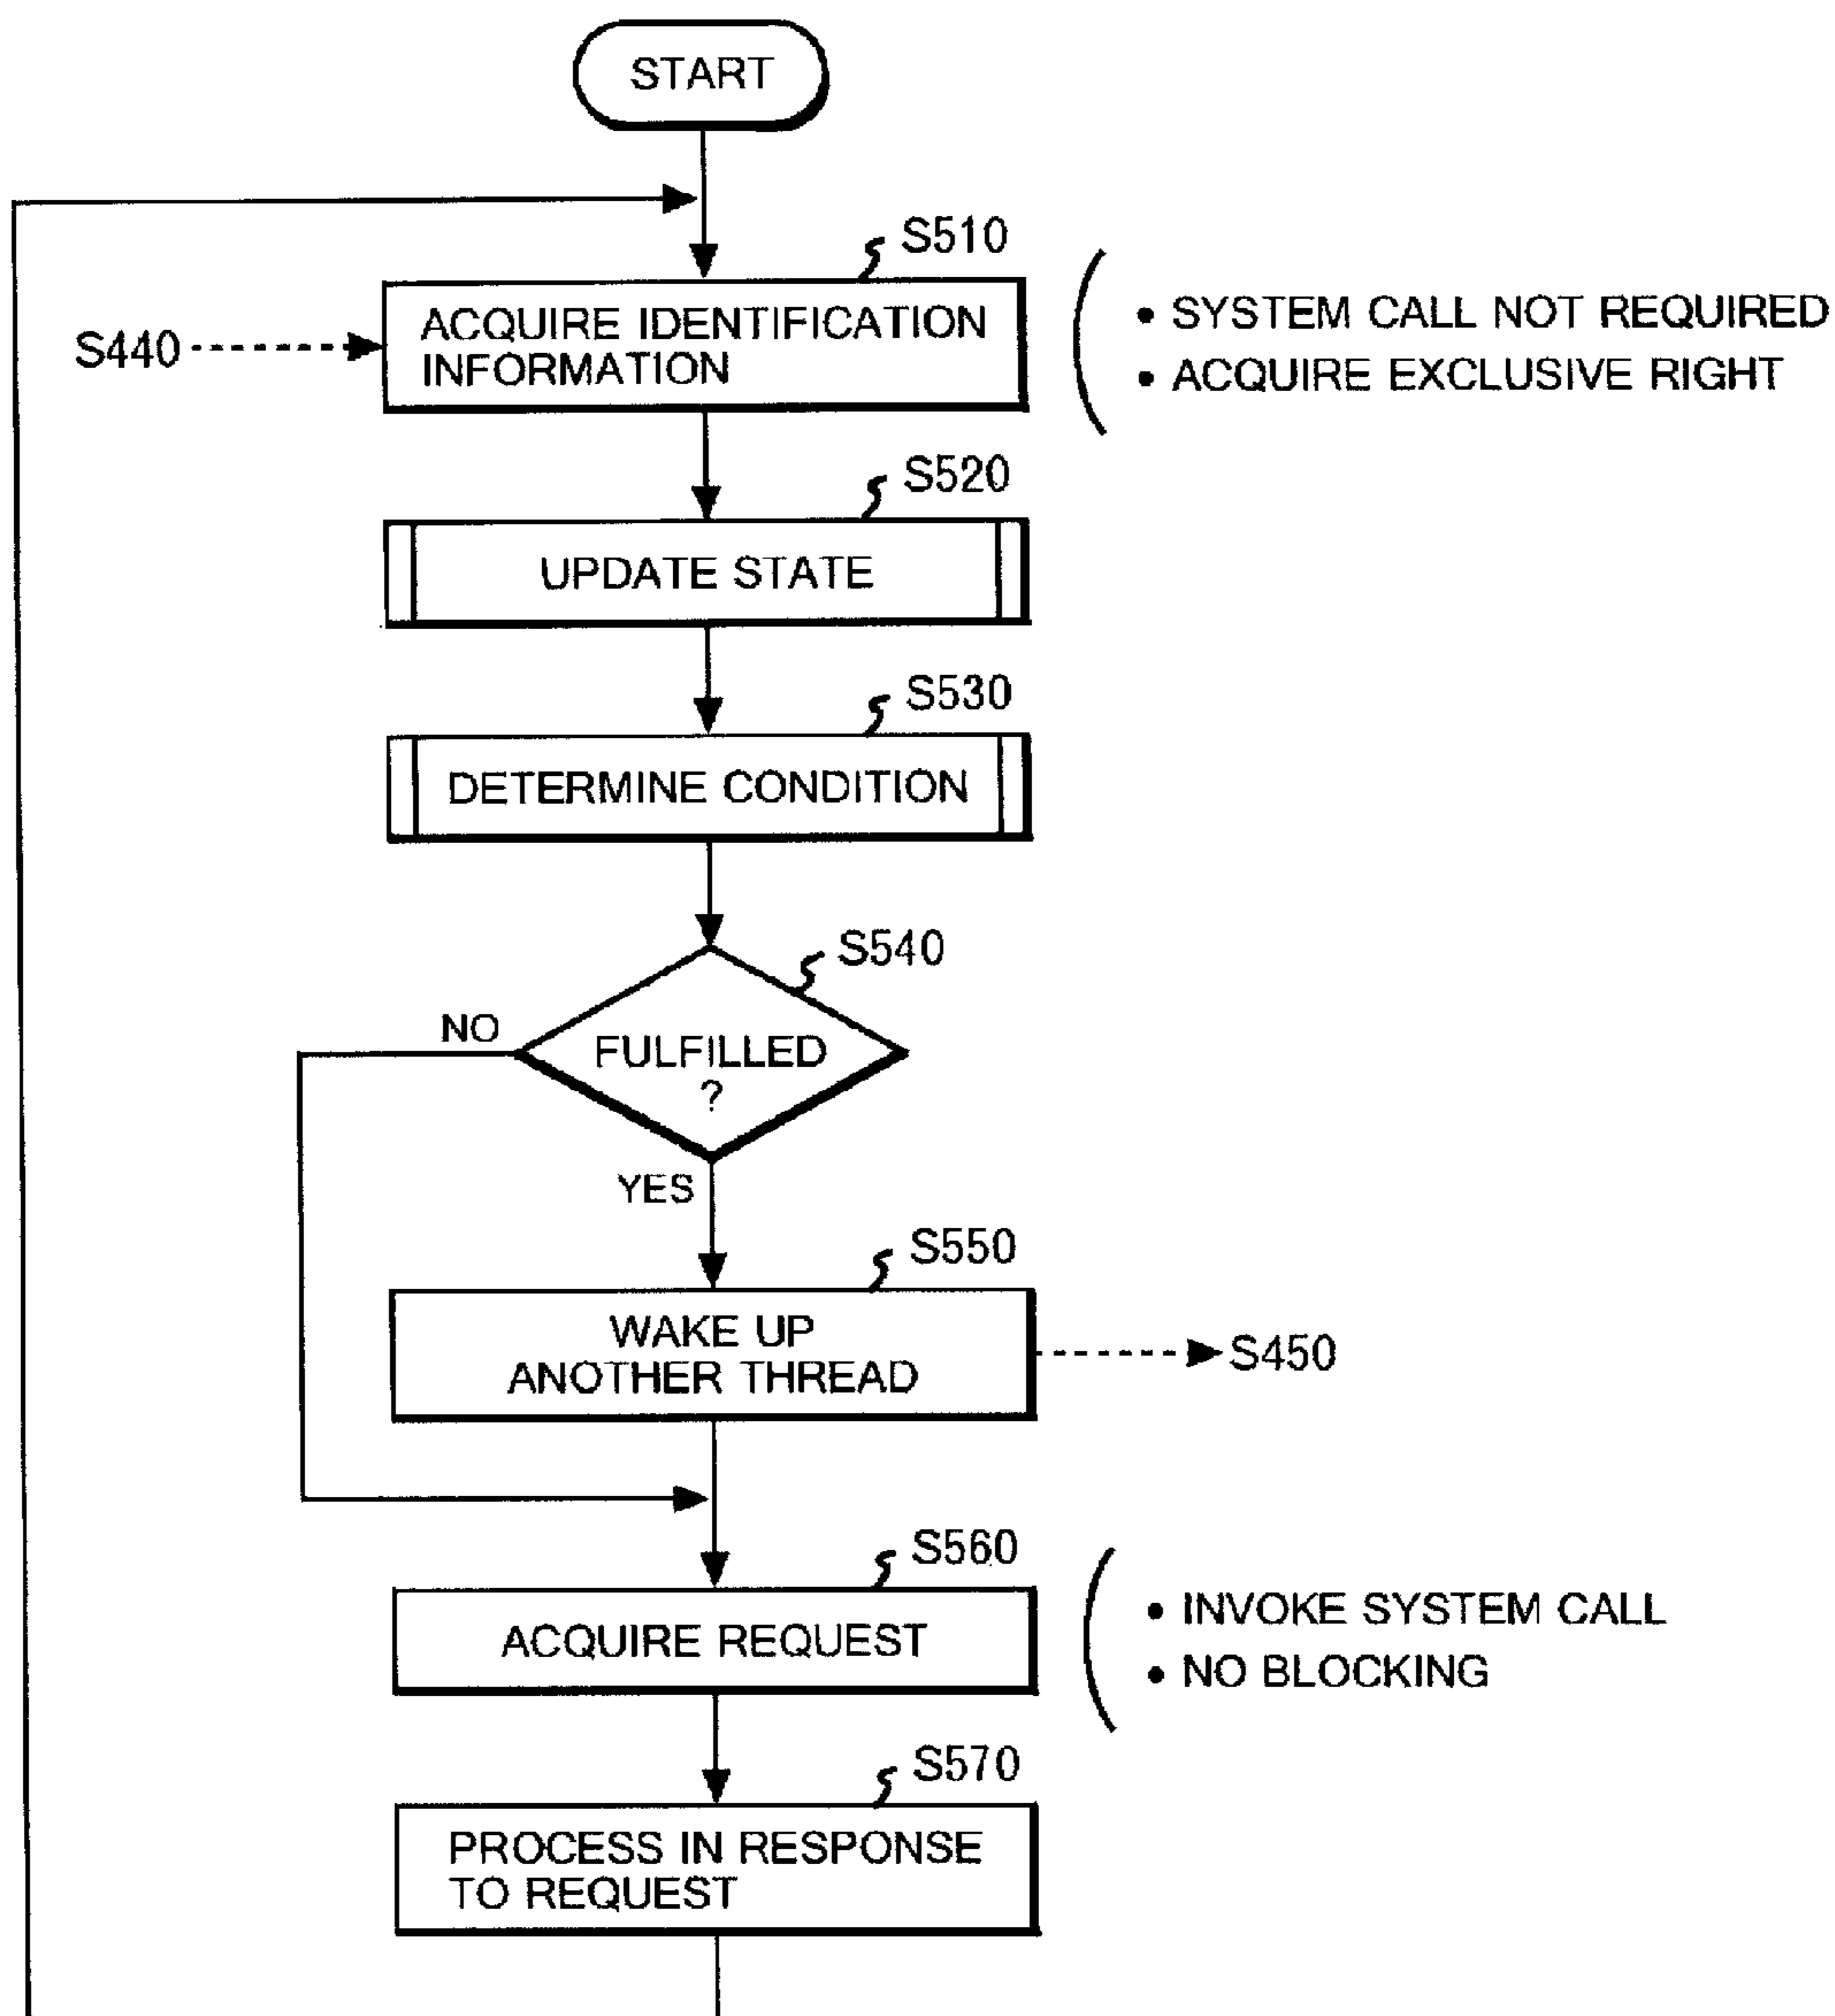 START
S510
ACQUIRE IDENTIFICATION
INFORMATION
• SYSTEM CALL NOT REQUIRED
• ACQUIRE EXCLUSIVE RIGHT
S440
S520
UPDATE STATE
S530
DETERMINE CONDITION
S540
NO
FULFILLED
?
YES
S550
WAKE UP
ANOTHER THREAD
S450
S560
ACQUIRE REQUEST
• INVOKE SYSTEM CALL
• NO BLOCKING
S570
PROCESS IN RESPONSE
TO REQUEST